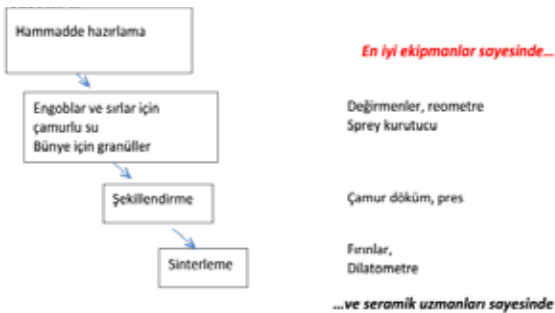 Hammadde hazırlama
En iyi ekipmanlar sayesinde...
Engoblar ve sırlar için
çamurlu su
Bünye için granüller
Değirmenler, reometre
Sprey kurutucu
Şekillendirme
Çamur döküm, pres
Sinterleme
Fırınlar,
Dilatometre
...ve seramik uzmanları sayesinde